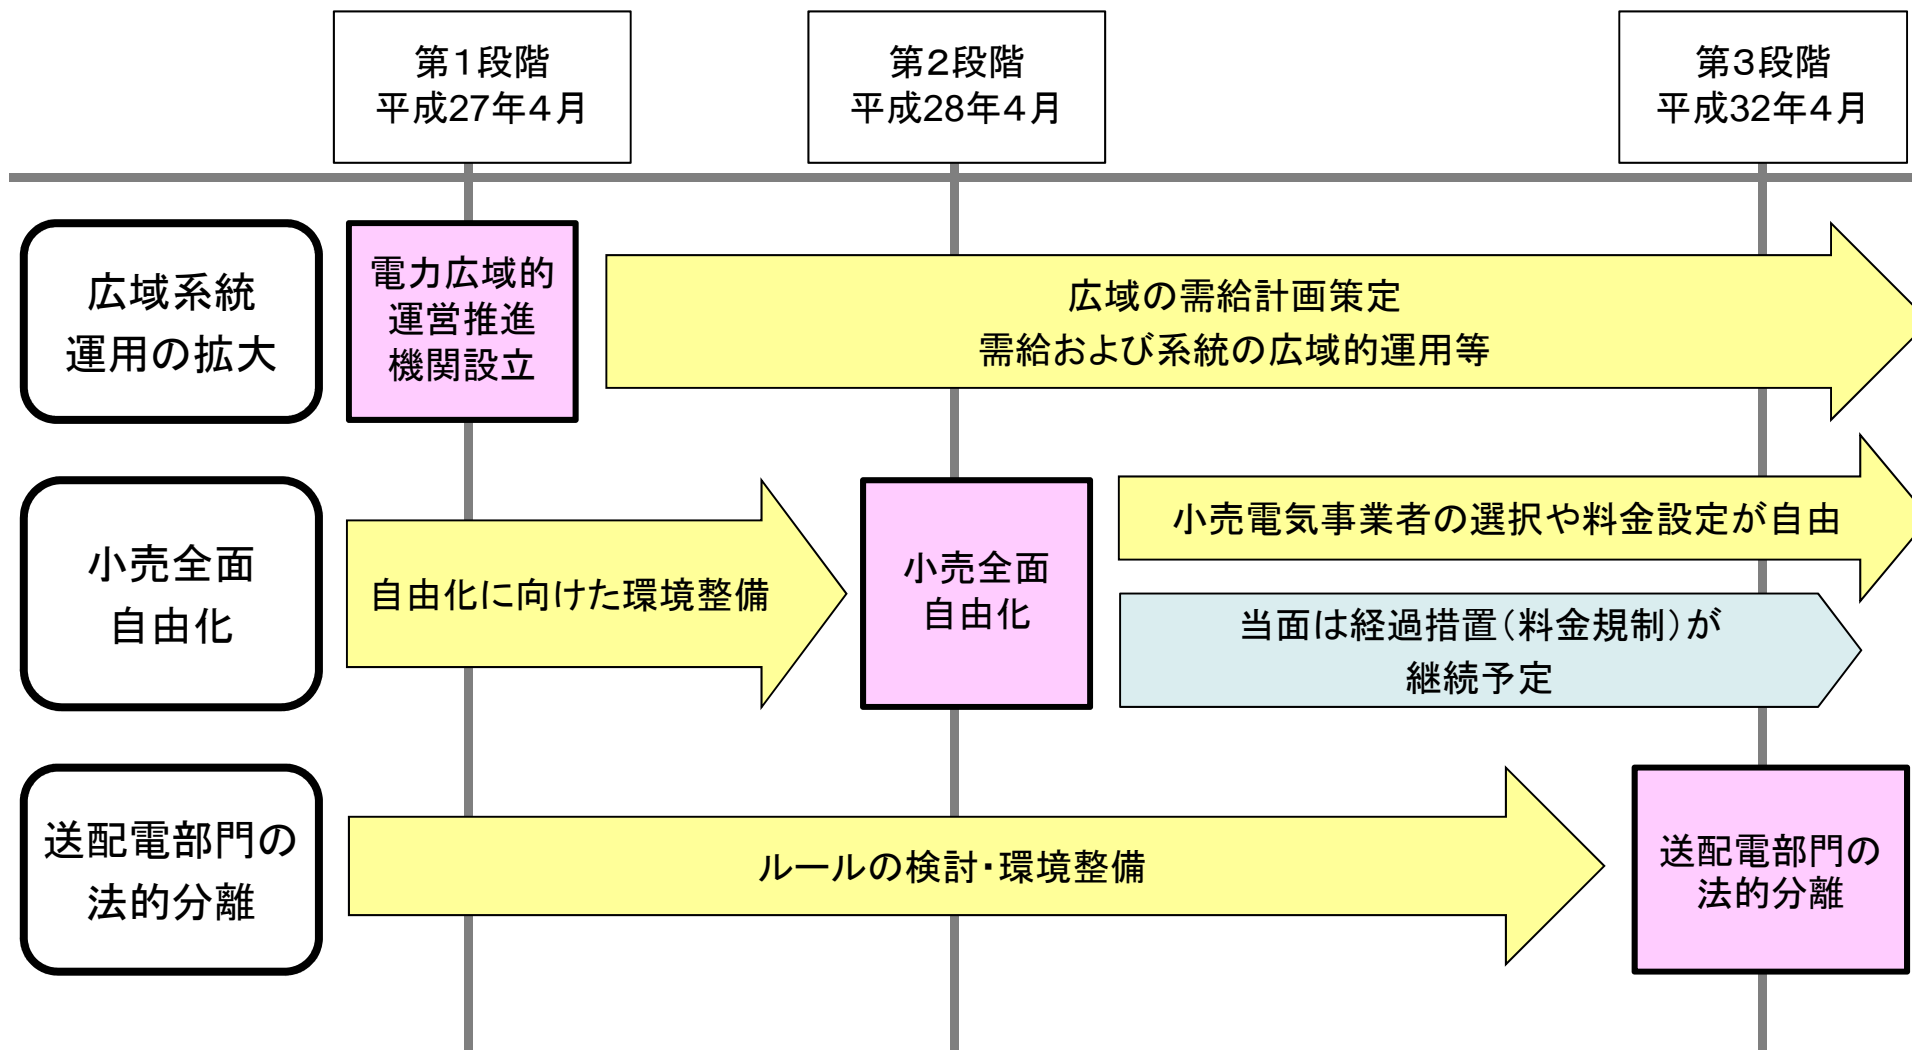 第1段階
平成27年4月
第2段階
平成28年4月
第3段階
平成32年4月
広域系統
運用の拡大
電力広域的
運営推進
機関設立
広域の需給計画策定
需給および系統の広域的運用等
小売全面
自由化
自由化に向けた環境整備
小売全面
自由化
小売電気事業者の選択や料金設定が自由
当面は経過措置(料金規制)が
継続予定
送配電部門の
法的分離
ルールの検討・環境整備
送配電部門の
法的分離